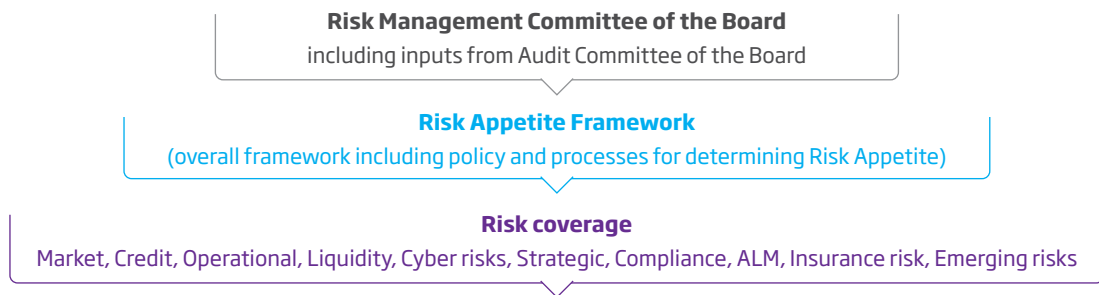 Risk Management Committee of the Board
including inputs from Audit Committee of the Board
Risk Appetite Framework
(overall framework including policy and processes for determining Risk Appetite)
Risk coverage
Market, Credit, Operational, Liquidity, Cyber risks, Strategic, Compliance, ALM, Insurance risk, Emerging risks